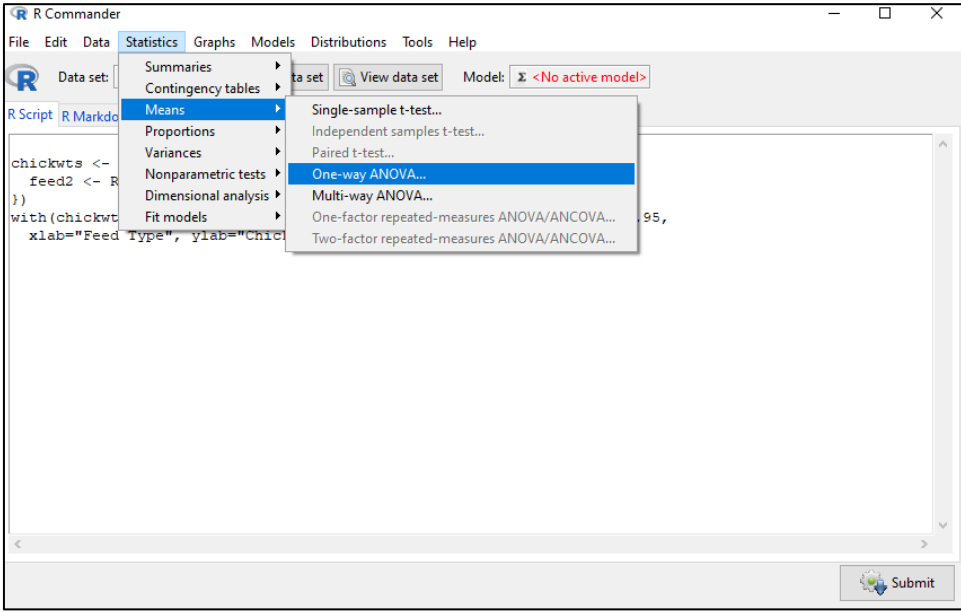 R Commander
File Edit Data Statistics Graphs Models Distributions Tools Help
Data set: ta set View data set Model: Σ <No active model>
R Script R Markdo
Summaries
Contingency tables
Means
Proportions
Variances
Nonparametric tests
Dimensional analysis
Fit models
Single-sample t-test...
Independent samples t-test...
Paired t-test...
One-way ANOVA...
Multi-way ANOVA...
One-factor repeated-measures ANOVA/ANCOVA...
Two-factor repeated-measures ANOVA/ANCOVA...
chickwts <-
feed2 <- R
})
with(chickwt .95,
xlab="Feed Type", ylab="Chic
Submit